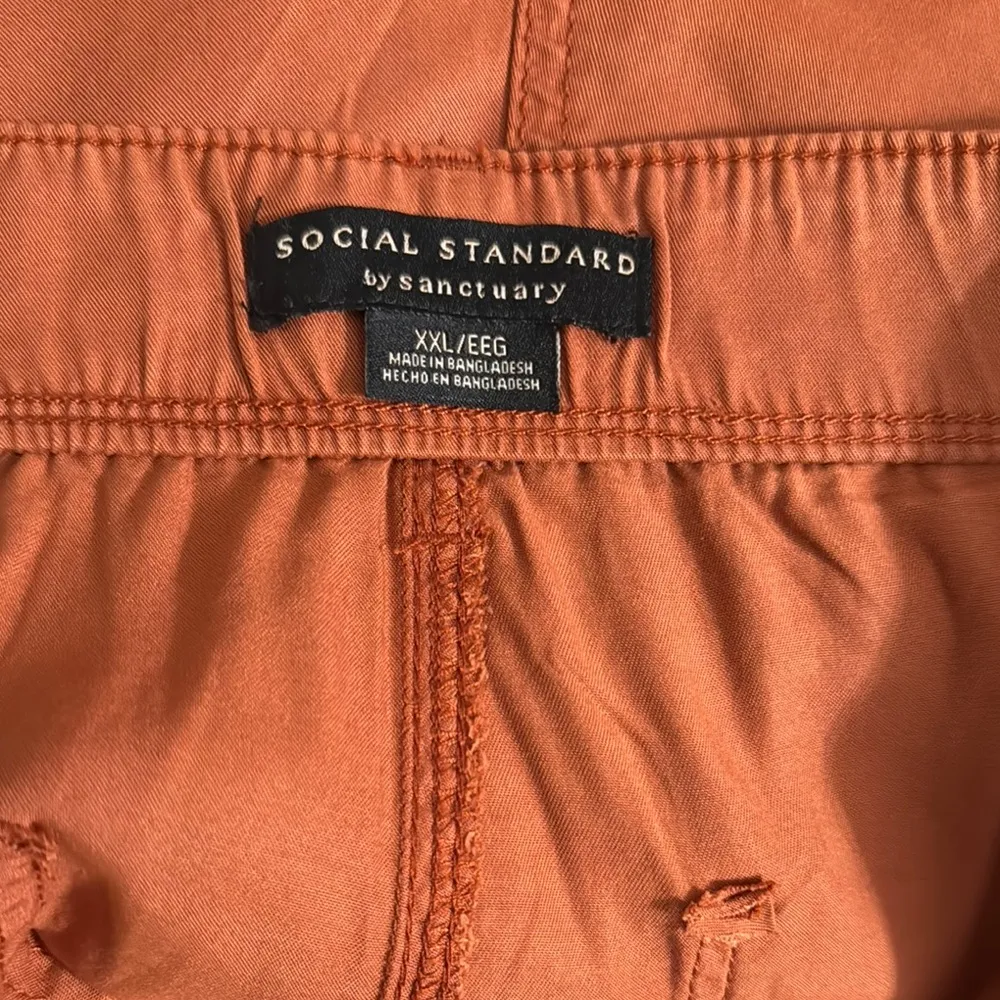 SOCIAL STANDARD
by sanctuary
XXL/EEG
MADE IN BANGLADESH
HECHO EN BANGLADESH